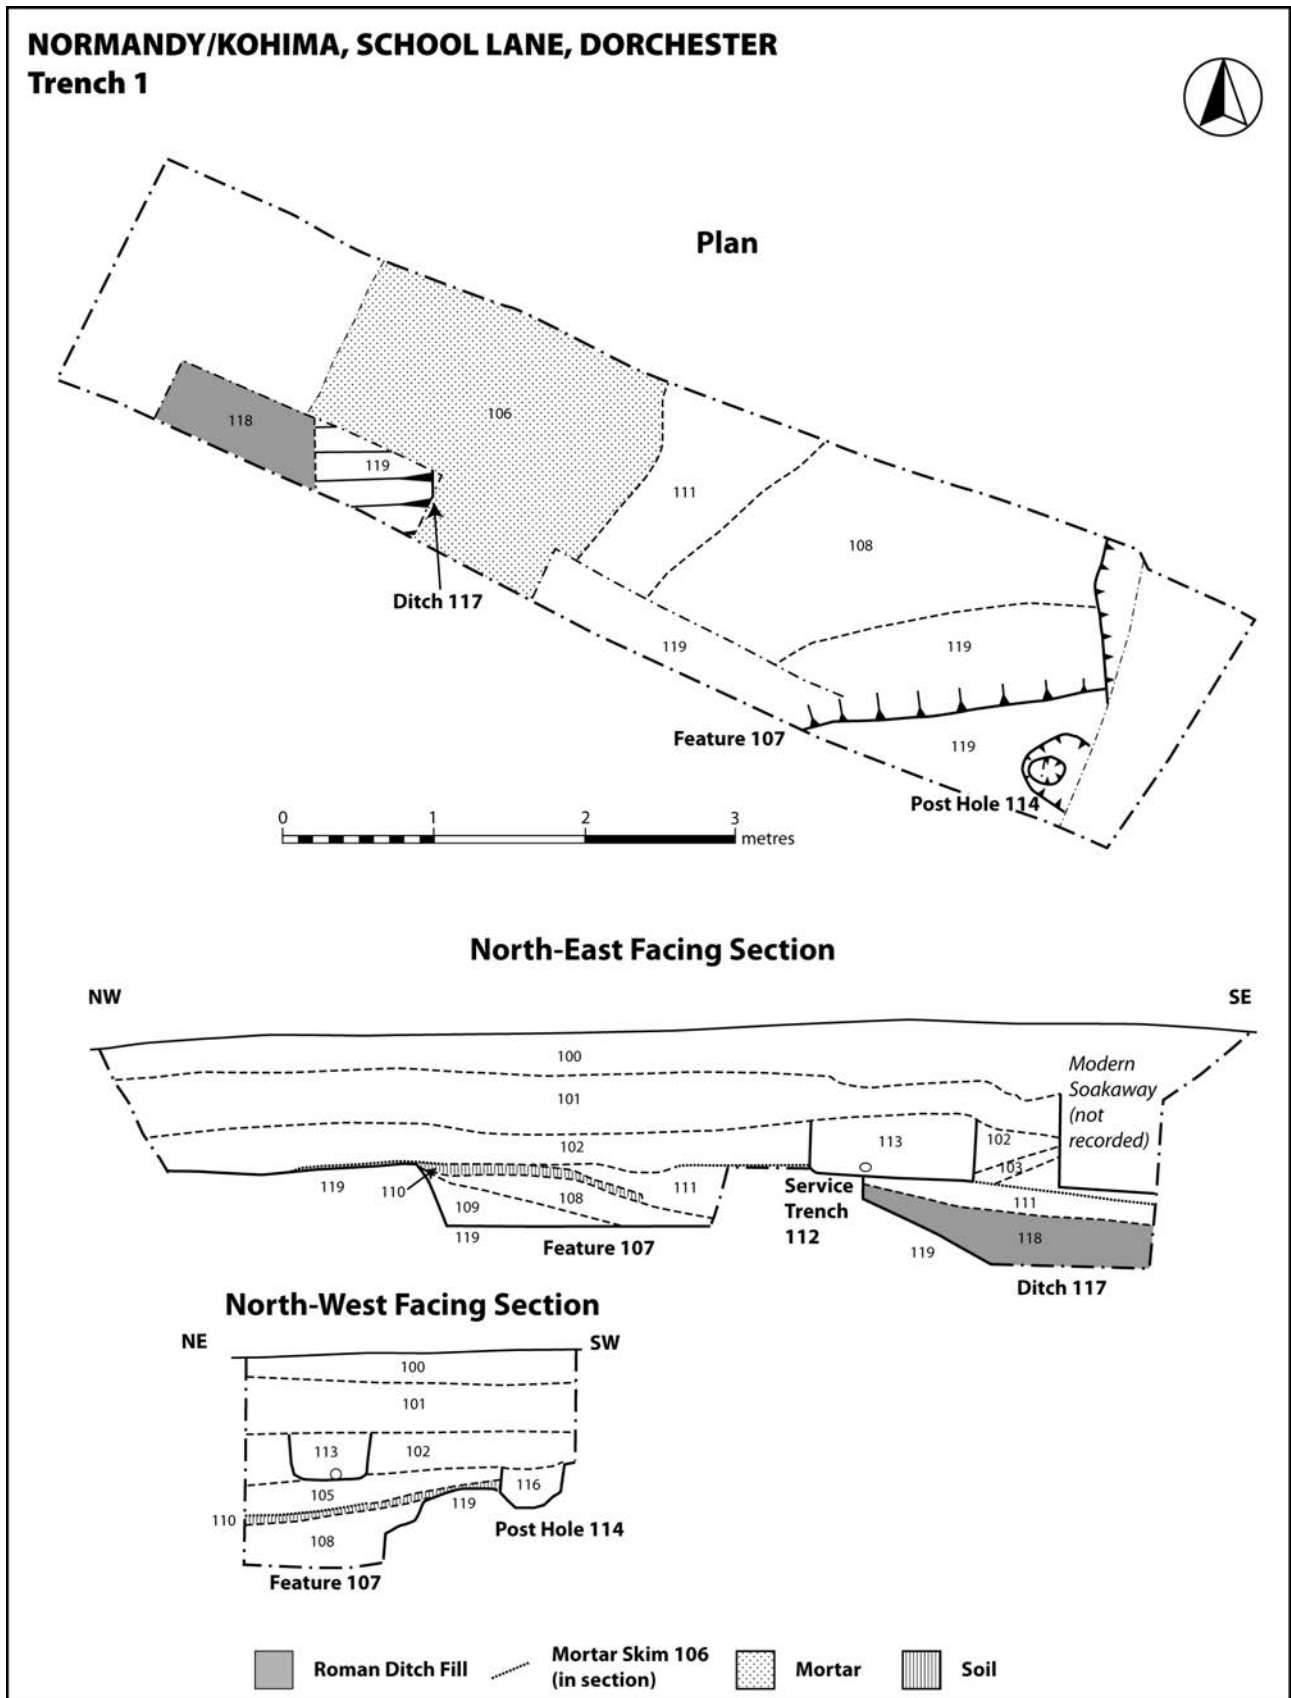 NORMANDY/KOHIMA, SCHOOL LANE, DORCHESTER
Trench 1
Plan
106
118
119
111
108
Ditch 117
119
119
Feature 107
119
Post Hole 114
0 1 2 3
metres
North-East Facing Section
NW
SE
100
Modern
Soakaway
(not
recorded)
101
102
113
102
103
119
110
109
108
111
Service
Trench
112
111
118
119
119
Feature 107
Ditch 117
North-West Facing Section
NE
SW
100
101
113
102
105
116
119
110
108
Post Hole 114
Feature 107
Roman Ditch Fill
Mortar Skim 106
(in section)
Mortar
Soil